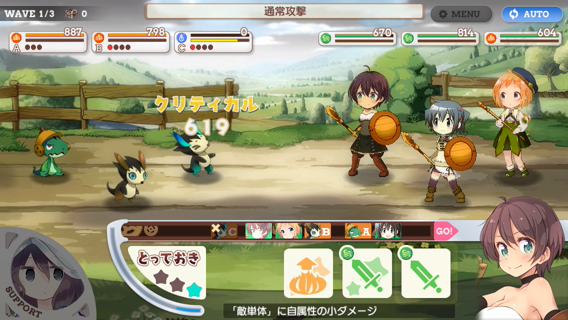 WAVE 1/3
0
通常攻撃
MENU
AUTO
887
A
798
B
0
C
670
814
604
クリティカル
619
C
B
A
GO!
とっておき
SUPPORT
「敵単体」に自属性の小ダメージ